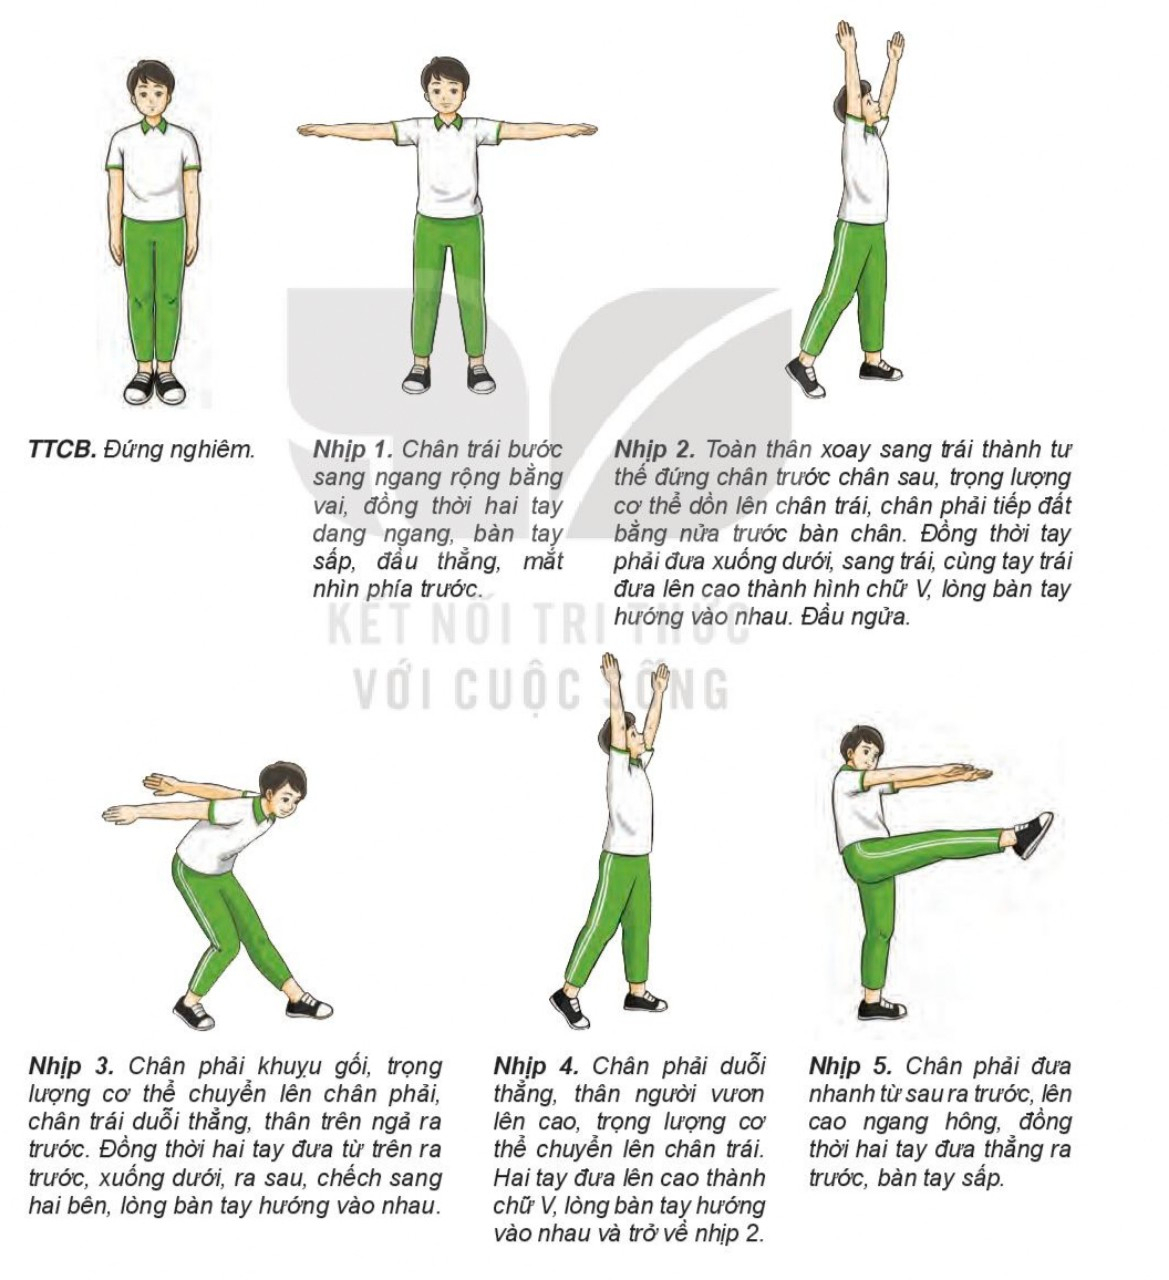 TTCB. Đứng nghiêm.
Nhịp 1. Chân trái bước
sang ngang rộng bằng
vai, đồng thời hai tay
dang ngang, bàn tay
sấp, đầu thẳng, mắt
nhìn phía trước.
Nhịp 2. Toàn thân xoay sang trái thành tư
thế đứng chân trước chân sau, trọng lượng
cơ thể dồn lên chân trái, chân phải tiếp đất
bằng nửa trước bàn chân. Đồng thời tay
phải đưa xuống dưới, sang trái, cùng tay trái
đưa lên cao thành hình chữ V, lòng bàn tay
hướng vào nhau. Đầu ngửa.
KẾT NỐI TRI THỨC
VỚI CUỘC SỐNG
Nhịp 3. Chân phải khuỵu gối, trọng
lượng cơ thể chuyển lên chân phải,
chân trái duỗi thẳng, thân trên ngả ra
trước. Đồng thời hai tay đưa từ trên ra
trước, xuống dưới, ra sau, chếch sang
hai bên, lòng bàn tay hướng vào nhau.
Nhịp 4. Chân phải duỗi
thẳng, thân người vươn
lên cao, trọng lượng cơ
thể chuyển lên chân trái.
Hai tay đưa lên cao thành
chữ V, lòng bàn tay hướng
vào nhau và trở về nhịp 2.
Nhịp 5. Chân phải đưa
nhanh từ sau ra trước, lên
cao ngang hông, đồng
thời hai tay đưa thẳng ra
trước, bàn tay sấp.